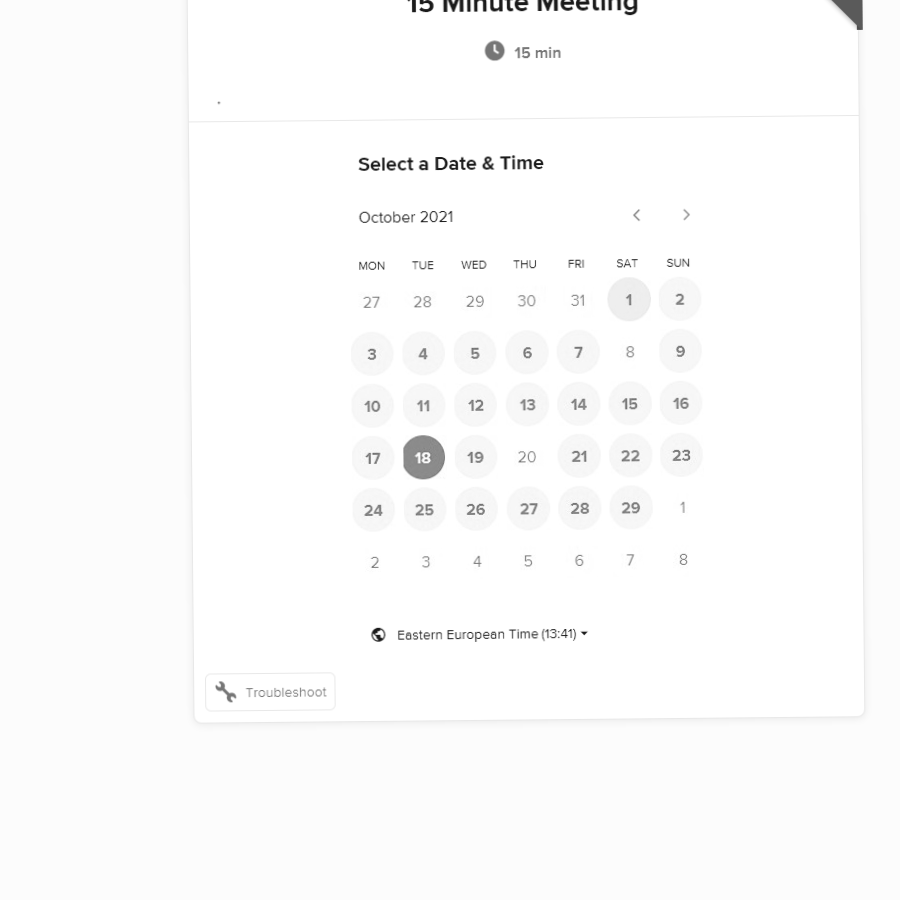 15 Minute Meeting
15 min
.
Select a Date & Time
October 2021
MON TUE WED THU FRI SAT SUN
27 28 29 30 31 1 2
3 4 5 6 7 8 9
10 11 12 13 14 15 16
17 18 19 20 21 22 23
24 25 26 27 28 29 1
2 3 4 5 6 7 8
Eastern European Time (13:41)
Troubleshoot